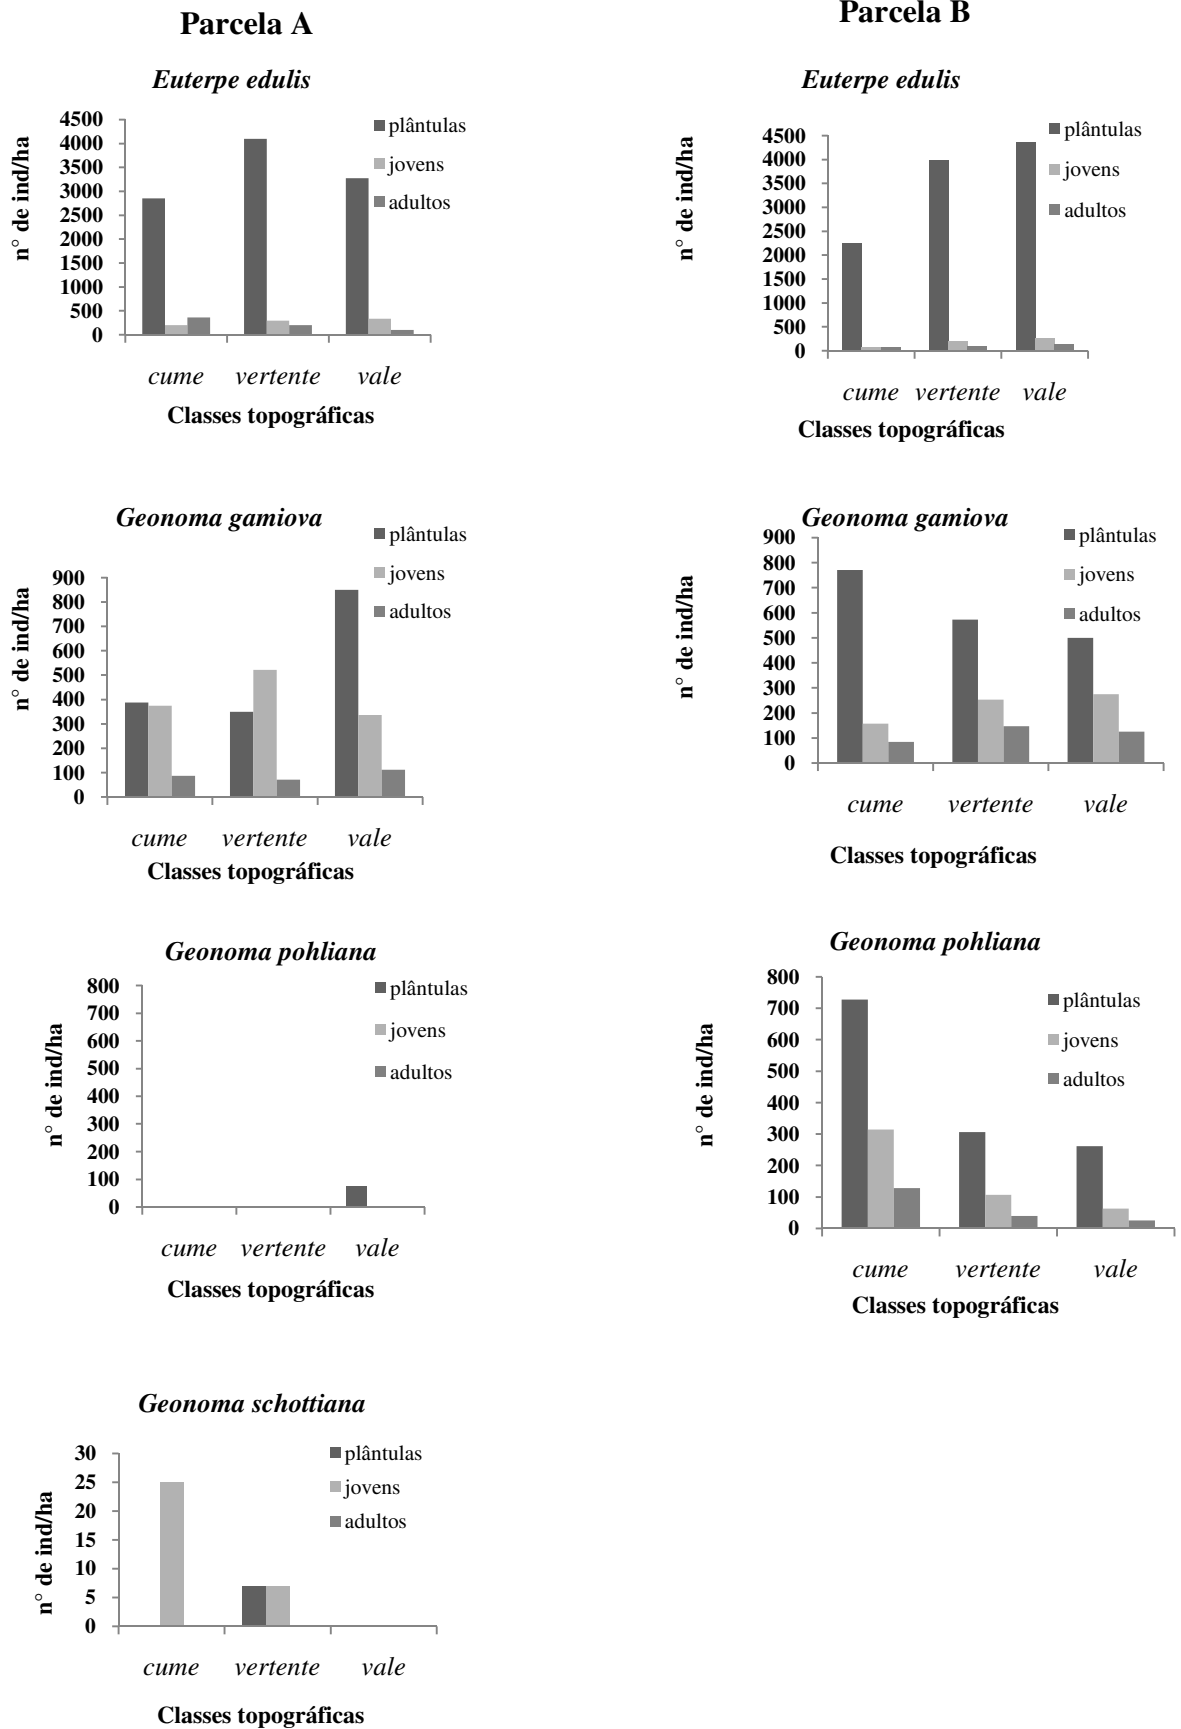 Parcela A
Parcela B
Euterpe edulis
n° de ind/ha
4500
4000
3500
3000
2500
2000
1500
1000
500
0
plântulas
jovens
adultos
cume vertente vale
Classes topográficas
Euterpe edulis
n° de ind/ha
4500
4000
3500
3000
2500
2000
1500
1000
500
0
plântulas
jovens
adultos
cume vertente vale
Classes topográficas
Geonoma gamiova
n° de ind/ha
900
800
700
600
500
400
300
200
100
0
plântulas
jovens
adultos
cume vertente vale
Classes topográficas
Geonoma gamiova
n° de ind/ha
900
800
700
600
500
400
300
200
100
0
plântulas
jovens
adultos
cume vertente vale
Classes topográficas
Geonoma pohliana
n° de ind/ha
800
700
600
500
400
300
200
100
0
plântulas
jovens
adultos
cume vertente vale
Classes topográficas
Geonoma pohliana
n° de ind/ha
800
700
600
500
400
300
200
100
0
plântulas
jovens
adultos
cume vertente vale
Classes topográficas
Geonoma schottiana
n° de ind/ha
30
25
20
15
10
5
0
plântulas
jovens
adultos
cume vertente vale
Classes topográficas